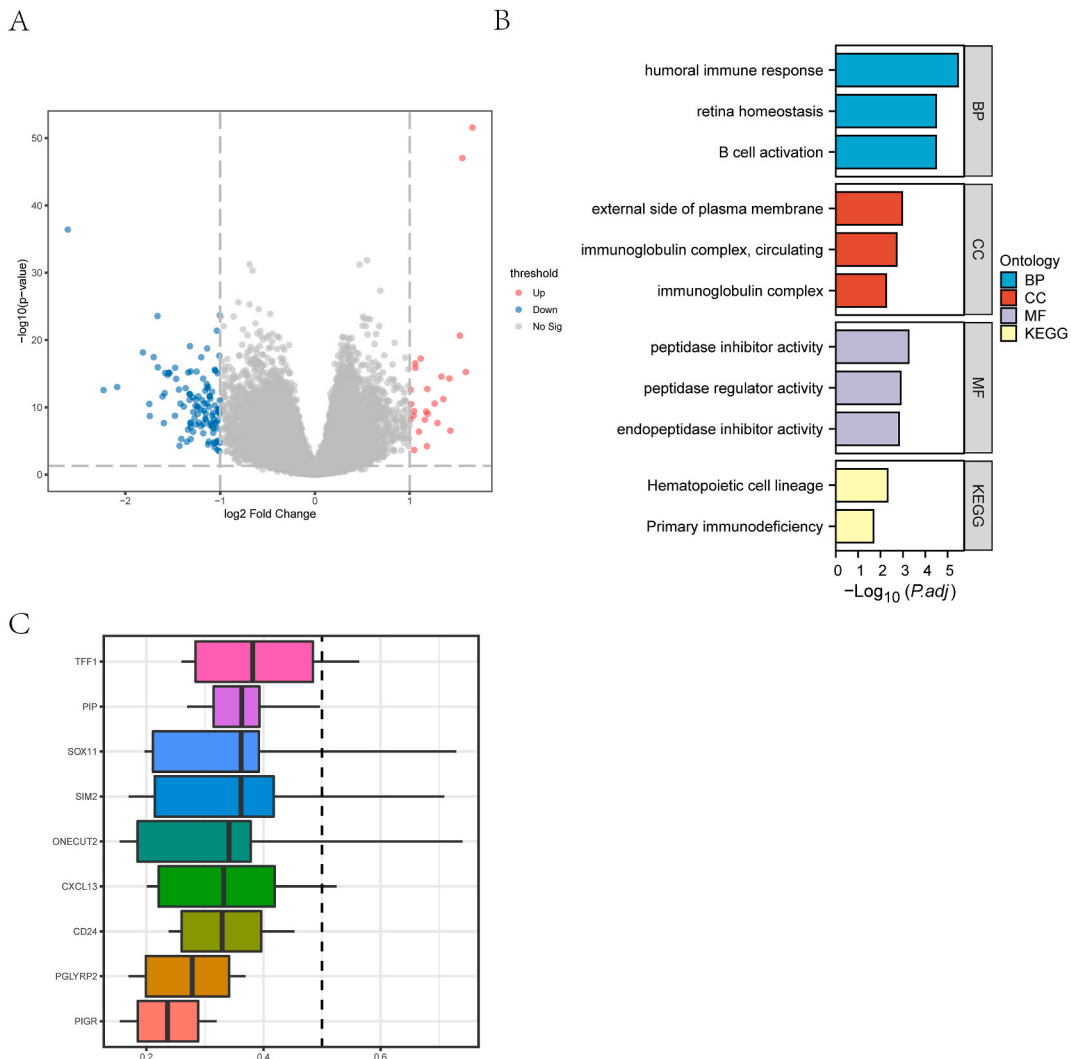 A
50
40
30
20
10
0
−log10(p−value)
−2
−1
0
1
log2 Fold Change
threshold
Up
Down
No Sig
B
humoral immune response
retina homeostasis
B cell activation
BP
external side of plasma membrane
immunoglobulin complex, circulating
immunoglobulin complex
CC
peptidase inhibitor activity
peptidase regulator activity
endopeptidase inhibitor activity
MF
Hematopoietic cell lineage
Primary immunodeficiency
KEGG
0 1 2 3 4 5
−Log10 (P.adj)
Ontology
BP
CC
MF
KEGG
C
TFF1
PIP
SOX11
SIM2
ONECUT2
CXCL13
CD24
PGLYRP2
PIGR
0.2 0.4 0.6